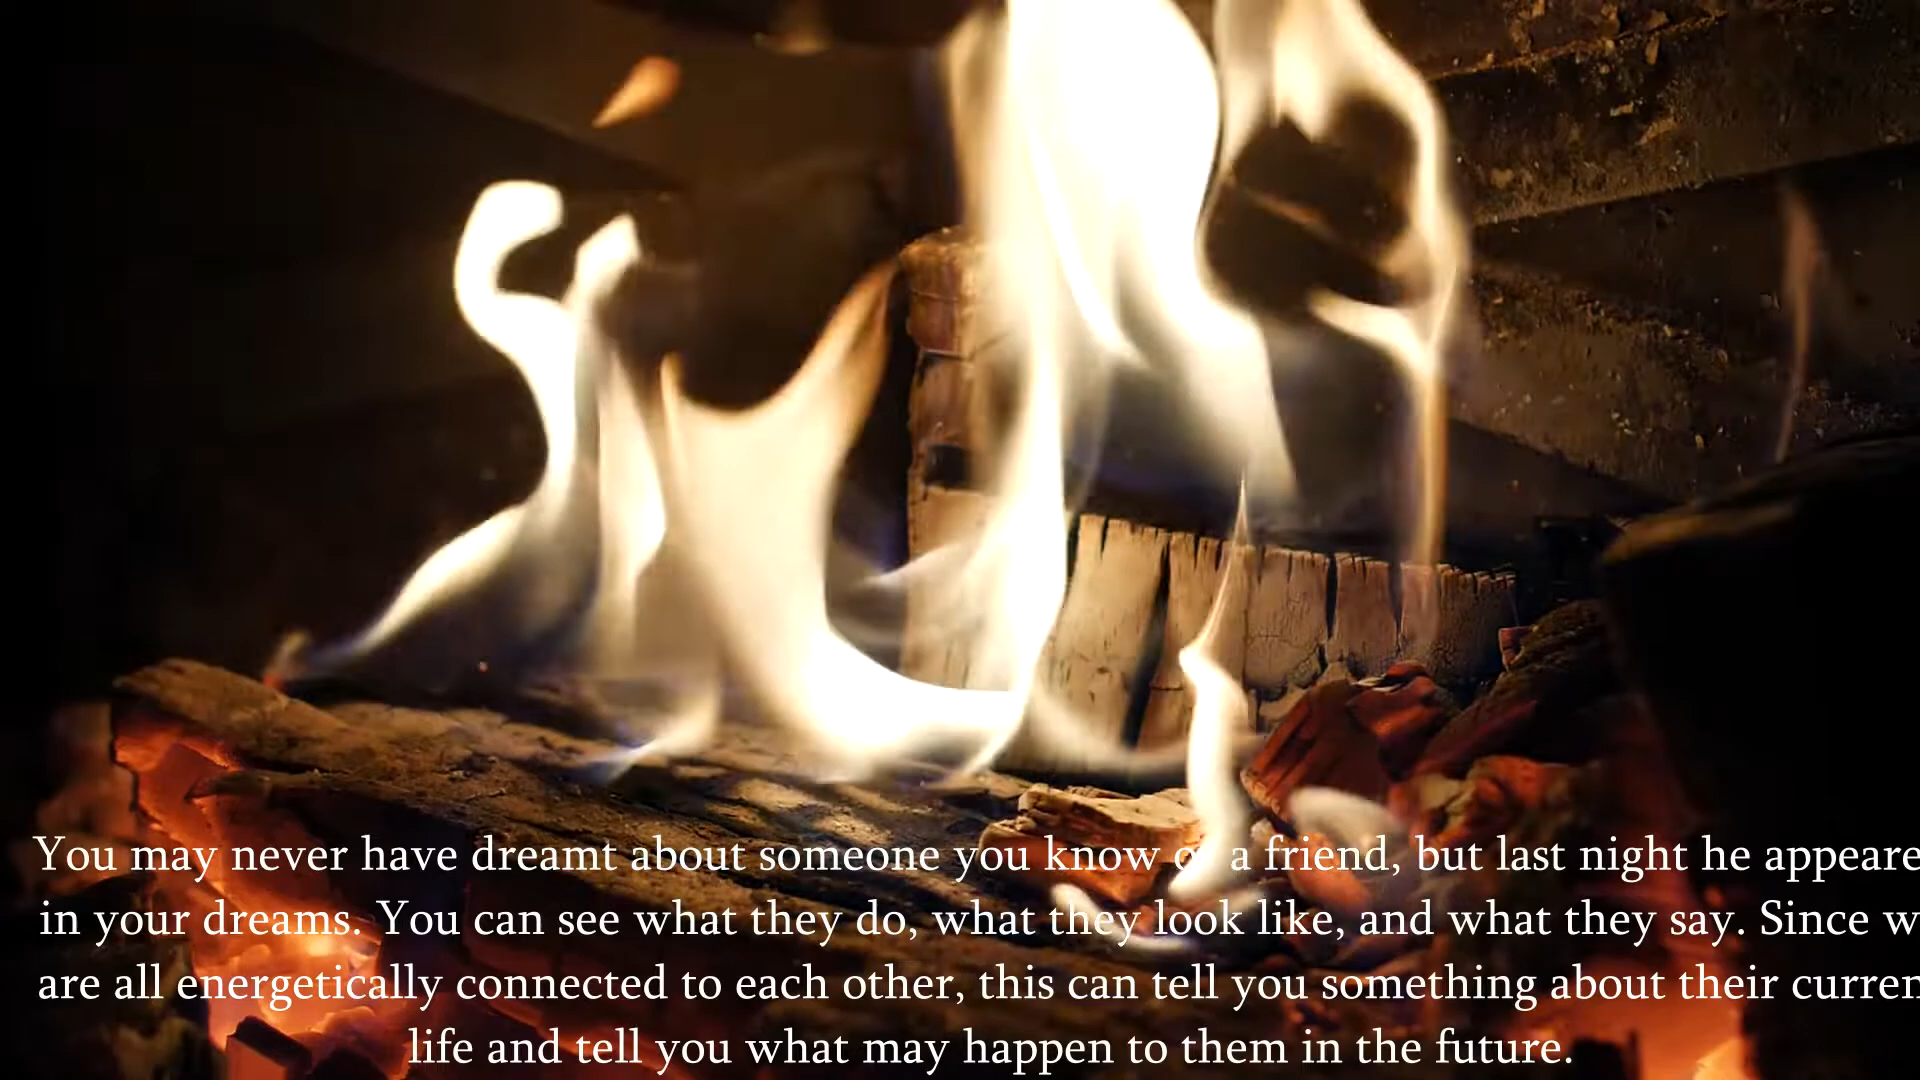 You may never have dreamt about someone you know a friend, but last night he appeare
in your dreams. You can see what they do, what they look like, and what they say. Since w
are all energetically connected to each other, this can tell you something about their curren
life and tell you what may happen to them in the future.